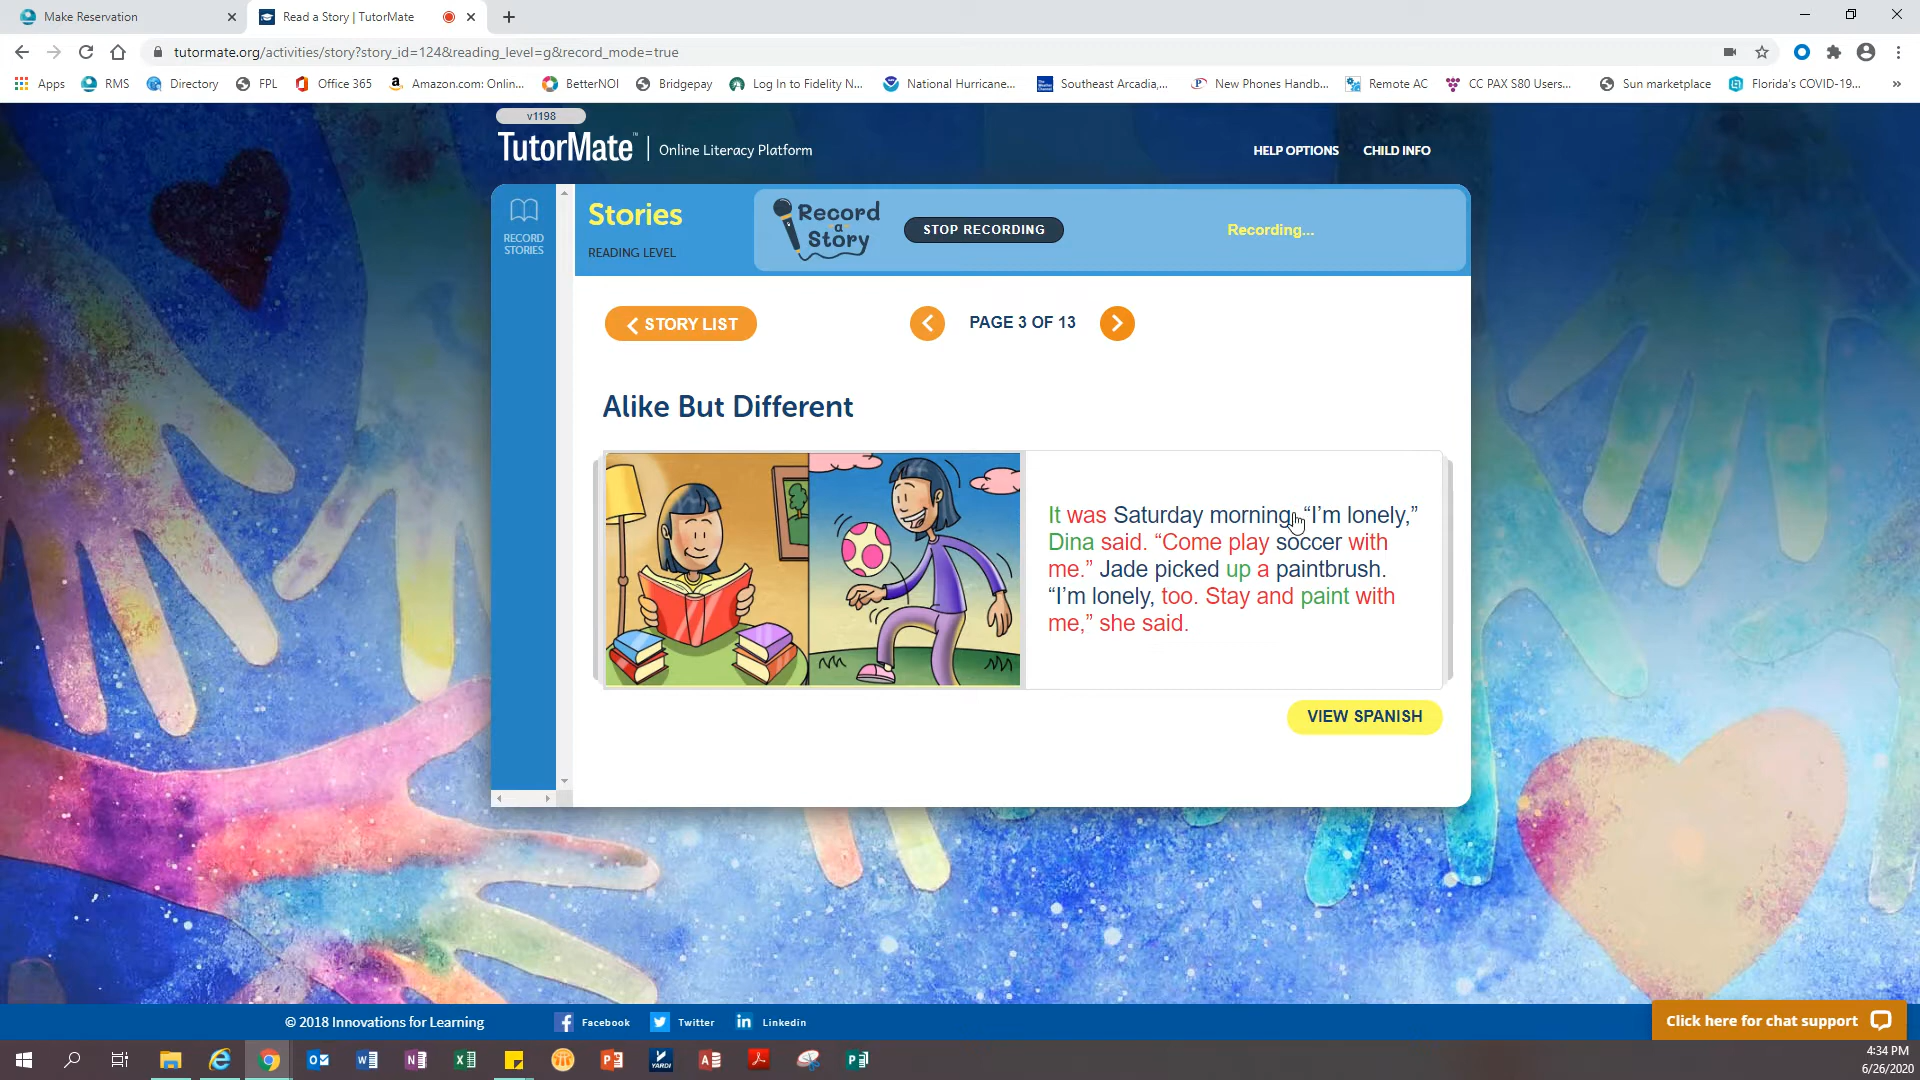 Make Reservation
Read a Story | TutorMate
tutormate.org/activities/story?story_id=124&reading_level=g&record_mode=true
Apps RMS Directory FPL Office 365 Amazon.com: Onlin... BetterNOI Bridgepay Log In to Fidelity N... National Hurricane... Southeast Arcadia,... New Phones Handb... Remote AC CC PAX S80 Users... Sun marketplace Florida's COVID-19... »
v1198
TutorMate™ | Online Literacy Platform
HELP OPTIONS CHILD INFO
RECORD
STORIES
Stories
READING LEVEL
Record
a
Story
STOP RECORDING
Recording...
STORY LIST
PAGE 3 OF 13
Alike But Different
It was Saturday morning. “I’m lonely,”
Dina said. “Come play soccer with
me.” Jade picked up a paintbrush.
“I’m lonely, too. Stay and paint with
me,” she said.
VIEW SPANISH
© 2018 Innovations for Learning
Facebook Twitter Linkedin
Click here for chat support
YARDI
4:34 PM
6/26/2020